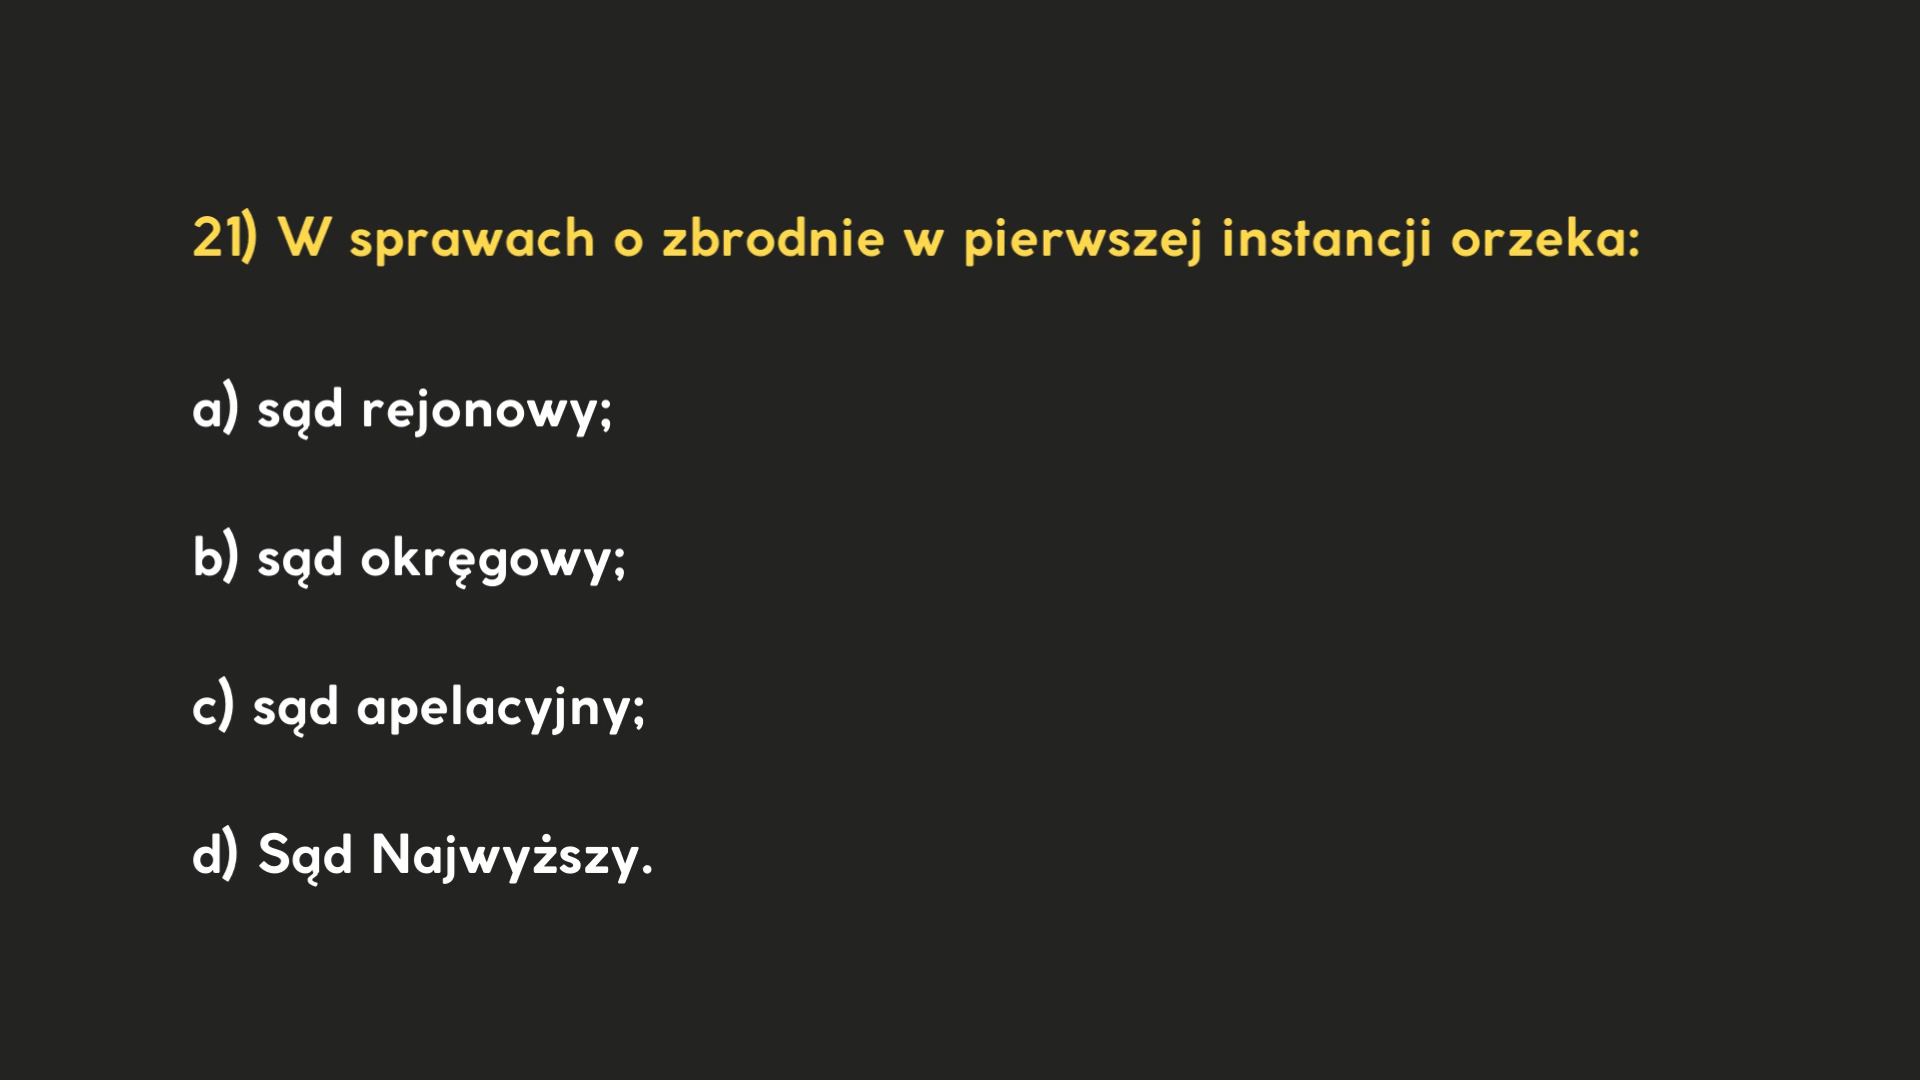 21) W sprawach o zbrodnie w pierwszej instancji orzeka:
a) sąd rejonowy;
b) sąd okręgowy;
c) sąd apelacyjny;
d) Sąd Najwyższy.